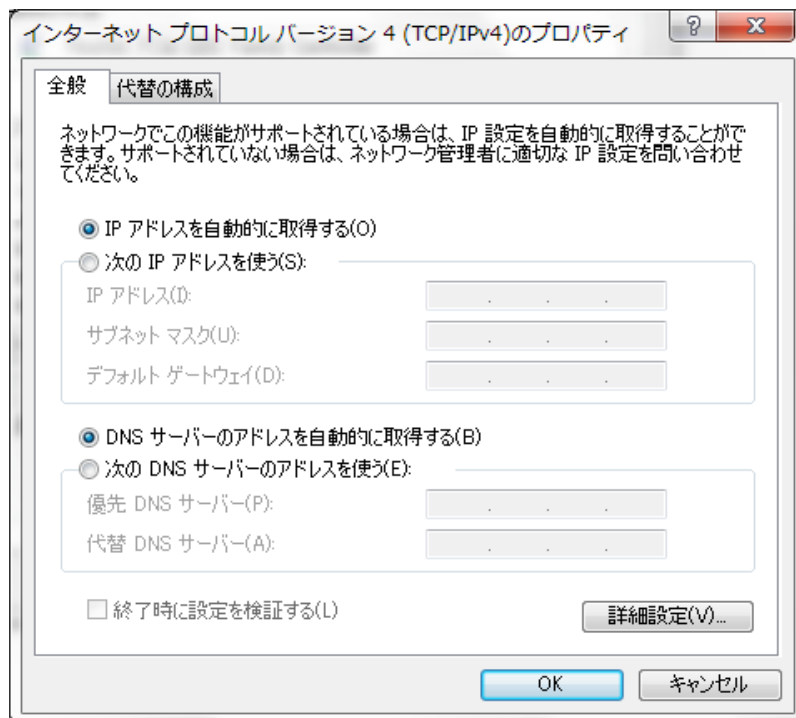 インターネット プロトコル バージョン 4 (TCP/IPv4)のプロパティ
全般
代替の構成
ネットワークでこの機能がサポートされている場合は、IP 設定を自動的に取得することがで
きます。サポートされていない場合は、ネットワーク管理者に適切な IP 設定を問い合わせ
てください。
IP アドレスを自動的に取得する(O)
次の IP アドレスを使う(S):
IP アドレス(I):
サブネット マスク(U):
デフォルト ゲートウェイ(D):
DNS サーバーのアドレスを自動的に取得する(B)
次の DNS サーバーのアドレスを使う(E):
優先 DNS サーバー(P):
代替 DNS サーバー(A):
終了時に設定を検証する(L)
詳細設定(V)...
OK
キャンセル